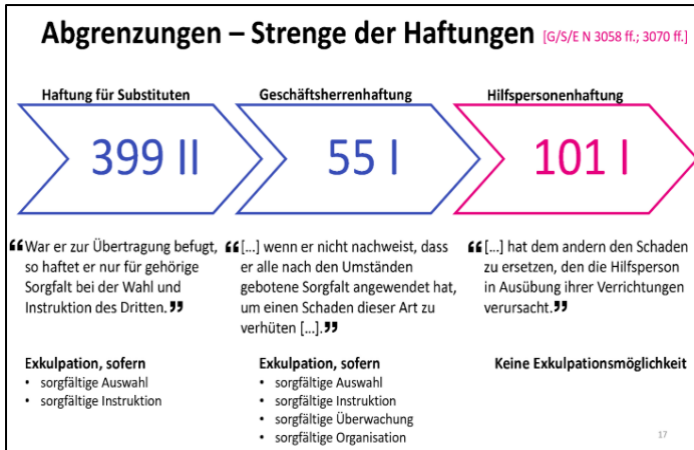 Abgrenzungen – Strenge der Haftungen [G/S/E N 3058 ff.; 3070 ff.]
Haftung für Substituten
399 II
❝War er zur Übertragung befugt,
so haftet er nur für gehörige
Sorgfalt bei der Wahl und
Instruktion des Dritten.❞
Exkulpation, sofern
• sorgfältige Auswahl
• sorgfältige Instruktion
Geschäftsherrenhaftung
55 I
❝[...] wenn er nicht nachweist, dass
er alle nach den Umständen
gebotene Sorgfalt angewendet hat,
um einen Schaden dieser Art zu
verhüten [...].❞
Exkulpation, sofern
• sorgfältige Auswahl
• sorgfältige Instruktion
• sorgfältige Überwachung
• sorgfältige Organisation
Hilfspersonenhaftung
101 I
❝[...] hat dem andern den Schaden
zu ersetzen, den die Hilfsperson
in Ausübung ihrer Verrichtungen
verursacht.❞
Keine Exkulpationsmöglichkeit
17